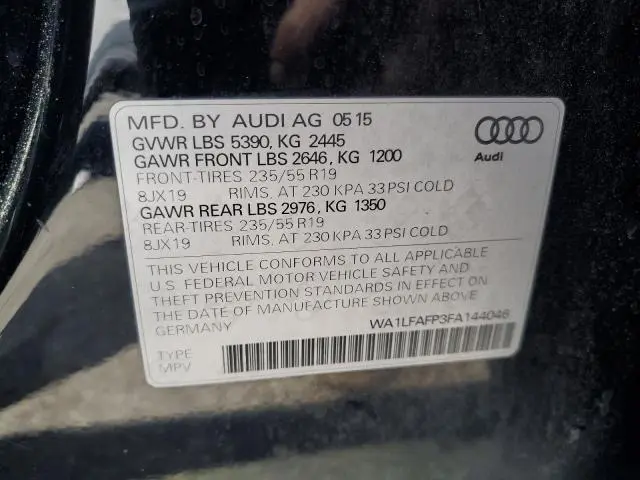 MFD. BY AUDI AG 05 15
GVWR LBS 5390, KG 2445
GAWR FRONT LBS 2646, KG 1200
FRONT-TIRES 235/55 R19
8JX19 RIMS, AT 230 KPA 33 PSI COLD
GAWR REAR LBS 2976, KG 1350
REAR-TIRES 235/55 R19
8JX19 RIMS, AT 230 KPA 33 PSI COLD
Audi
THIS VEHICLE CONFORMS TO ALL APPLICABLE
U.S. FEDERAL MOTOR VEHICLE SAFETY AND
THEFT PREVENTION STANDARDS IN EFFECT ON
THE DATE OF MANUFACTURE SHOWN ABOVE
GERMANY
WA1LFAFP3FA144046
TYPE
MPV